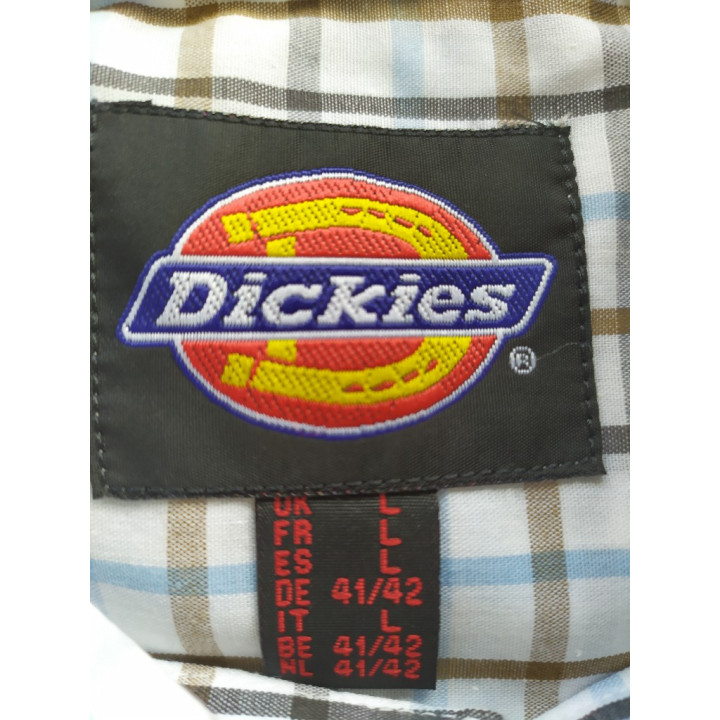 Dickies
®
UK L
FR L
ES L
DE 41/42
IT L
BE 41/42
NL 41/42